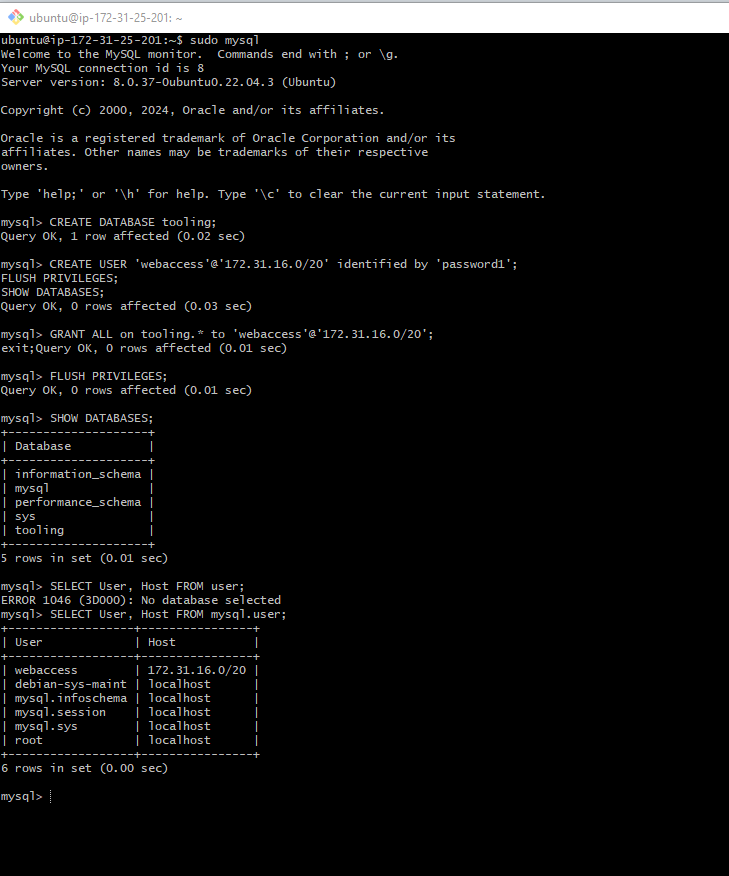 ubuntu@ip-172-31-25-201: ~
ubuntu@ip-172-31-25-201:~$ sudo mysql
Welcome to the MySQL monitor.  Commands end with ; or \g.
Your MySQL connection id is 8
Server version: 8.0.37-0ubuntu0.22.04.3 (Ubuntu)

Copyright (c) 2000, 2024, Oracle and/or its affiliates.

Oracle is a registered trademark of Oracle Corporation and/or its
affiliates. Other names may be trademarks of their respective
owners.

Type 'help;' or '\h' for help. Type '\c' to clear the current input statement.

mysql> CREATE DATABASE tooling;
Query OK, 1 row affected (0.02 sec)

mysql> CREATE USER 'webaccess'@'172.31.16.0/20' identified by 'password1';
FLUSH PRIVILEGES;
SHOW DATABASES;
Query OK, 0 rows affected (0.03 sec)

mysql> GRANT ALL on tooling.* to 'webaccess'@'172.31.16.0/20';
exit;Query OK, 0 rows affected (0.01 sec)

mysql> FLUSH PRIVILEGES;
Query OK, 0 rows affected (0.01 sec)

mysql> SHOW DATABASES;
+--------------------+
| Database           |
+--------------------+
| information_schema |
| mysql              |
| performance_schema |
| sys                |
| tooling            |
+--------------------+
5 rows in set (0.01 sec)

mysql> SELECT User, Host FROM user;
ERROR 1046 (3D000): No database selected
mysql> SELECT User, Host FROM mysql.user;
+------------------+----------------+
| User             | Host           |
+------------------+----------------+
| webaccess        | 172.31.16.0/20 |
| debian-sys-maint | localhost      |
| mysql.infoschema | localhost      |
| mysql.session    | localhost      |
| mysql.sys        | localhost      |
| root             | localhost      |
+------------------+----------------+
6 rows in set (0.00 sec)

mysql>